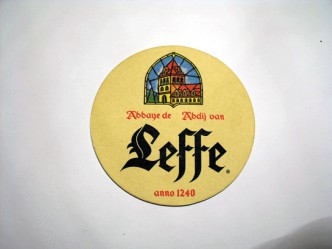 Abbaye de Abdij van
Leffe®
anno 1240